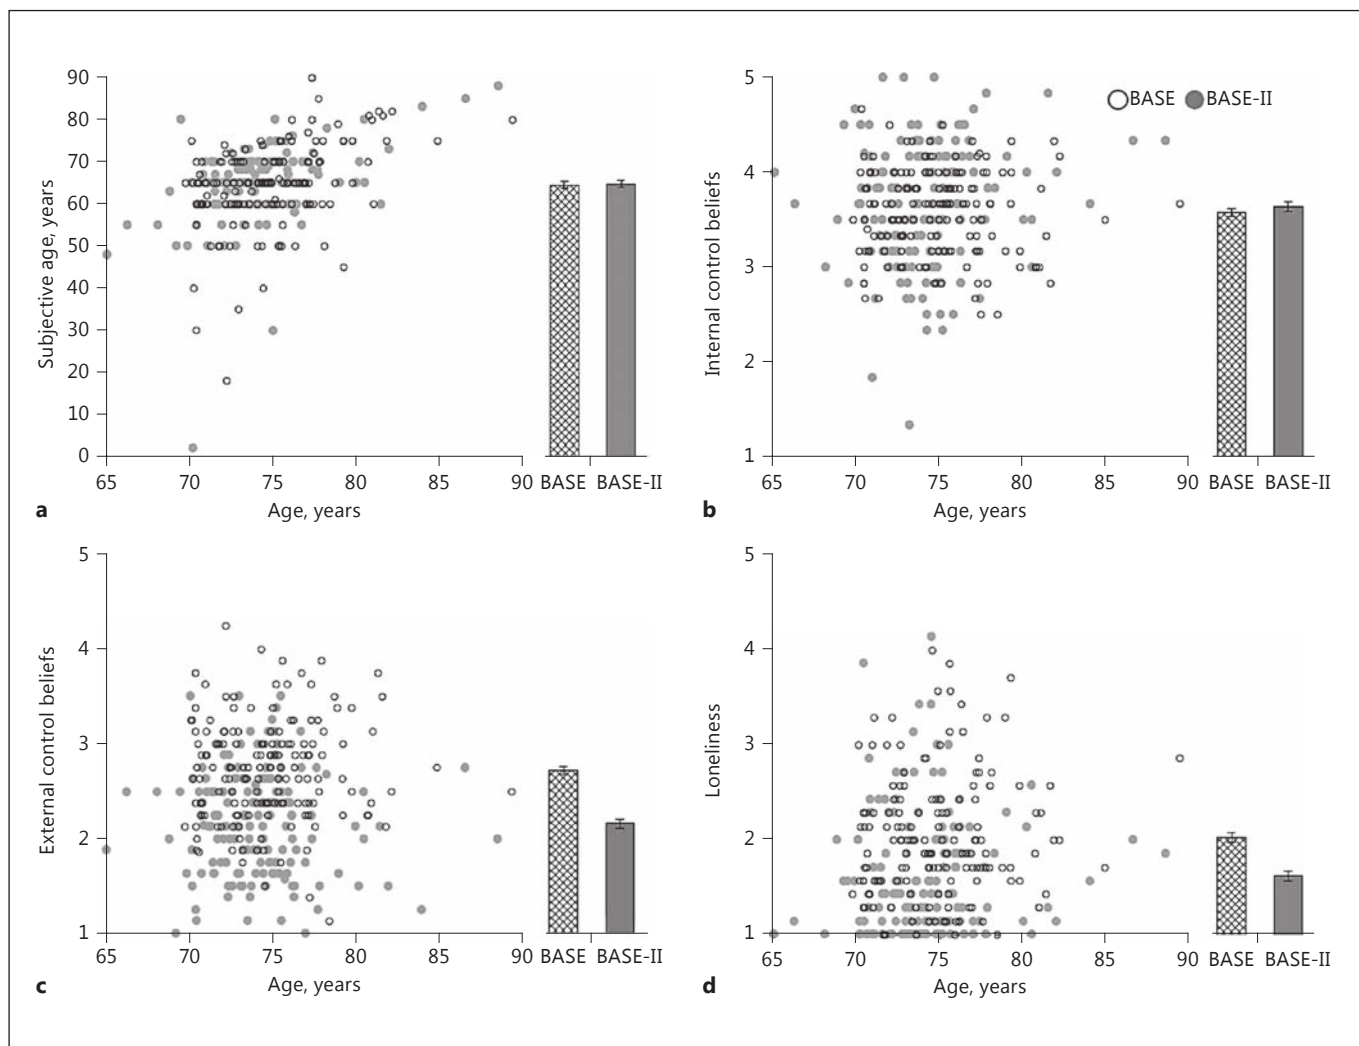 90
80
70
60
50
40
30
20
10
0
Subjective age, years
65 70 75 80 85 90 BASE BASE-II
Age, years
a
5
4
3
2
1
Internal control beliefs
BASE BASE-II
65 70 75 80 85 90 BASE BASE-II
Age, years
b
5
4
3
2
1
External control beliefs
65 70 75 80 85 90 BASE BASE-II
Age, years
c
5
4
3
2
1
Loneliness
65 70 75 80 85 90 BASE BASE-II
Age, years
d